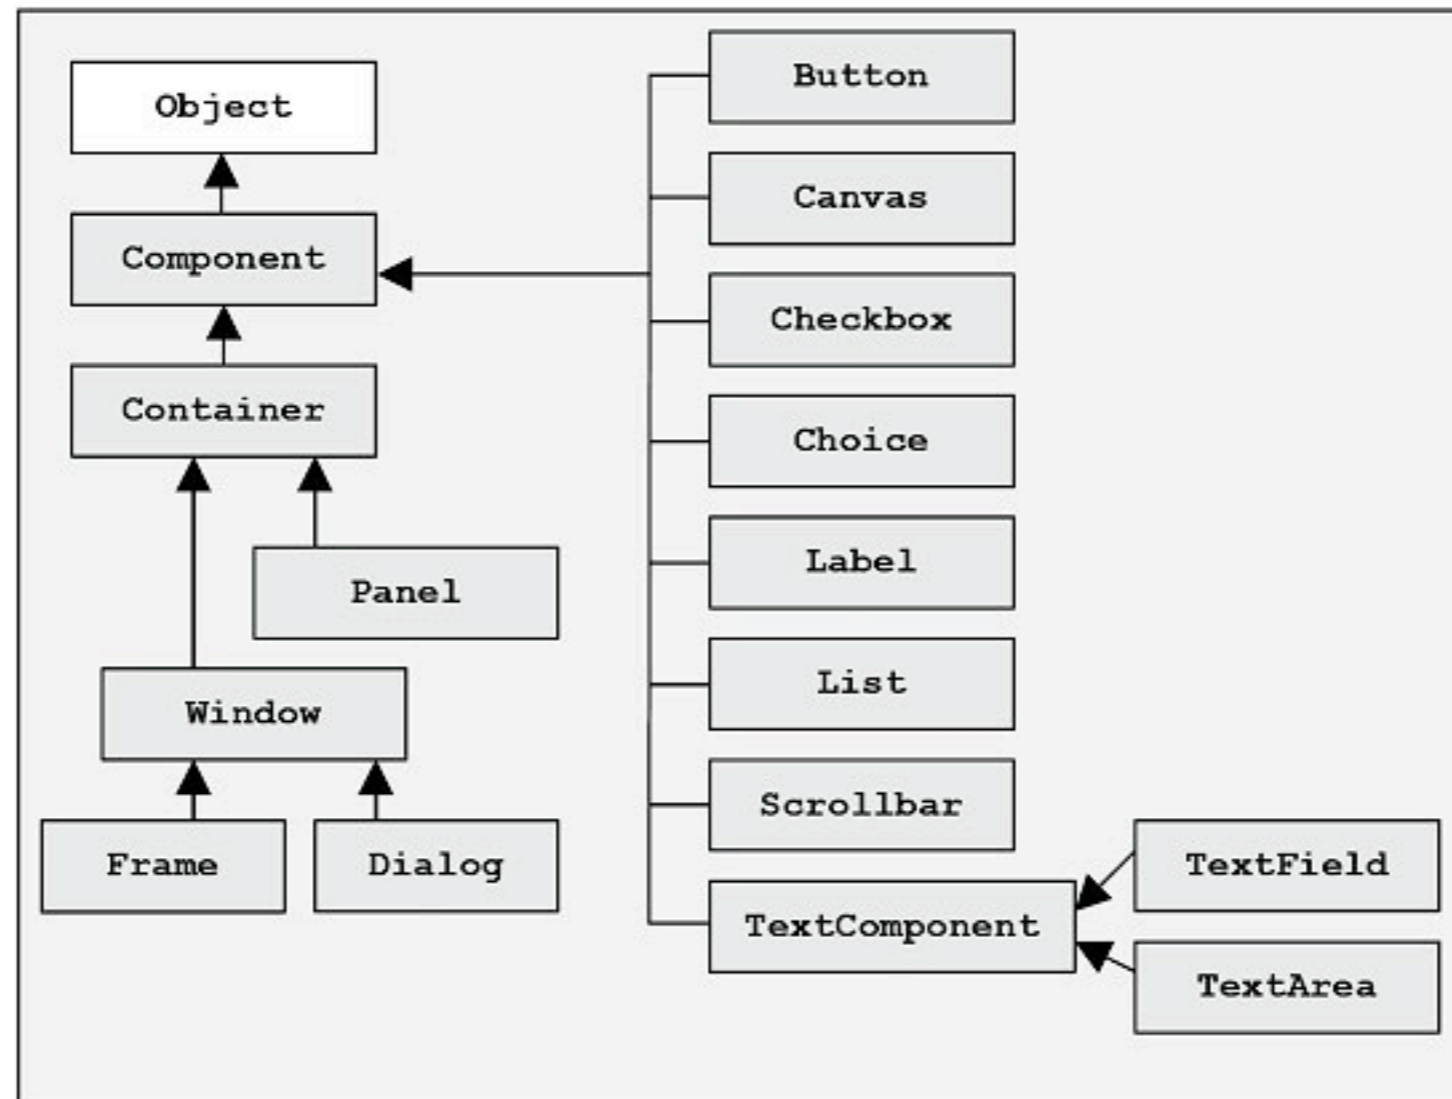 Object
Component
Container
Panel
Window
Frame
Dialog
Button
Canvas
Checkbox
Choice
Label
List
Scrollbar
TextComponent
TextField
TextArea